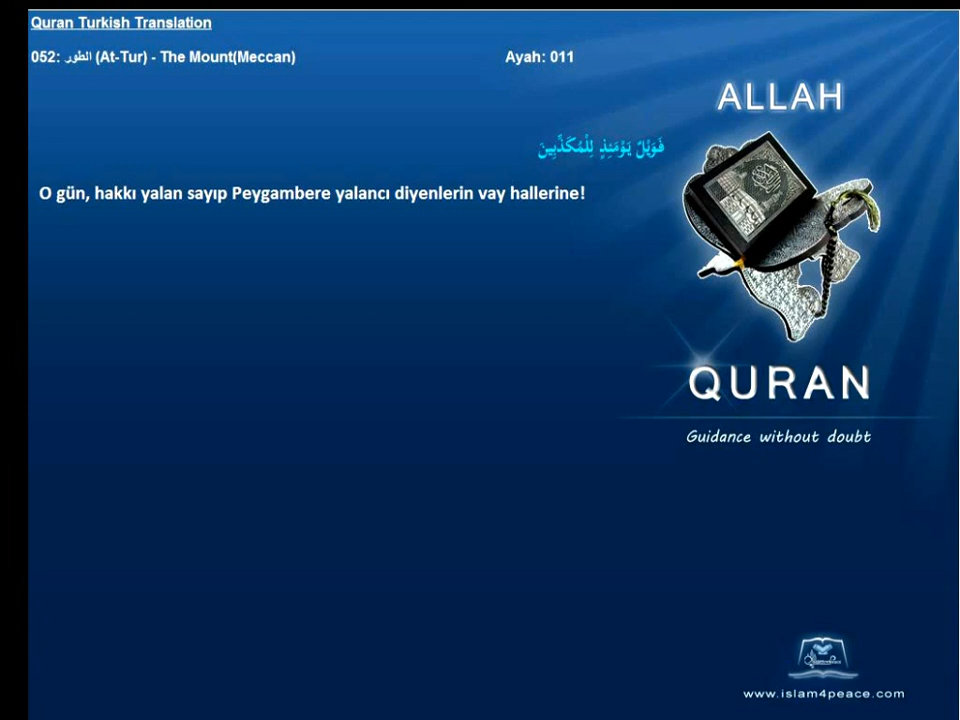 Quran Turkish Translation
052: الطور (At-Tur) - The Mount(Meccan) Ayah: 011
ALLAH
فَوَيْلٌ يَوْمَئِذٍ لِلْمُكَذِّبِينَ
O gün, hakkı yalan sayıp Peygambere yalancı diyenlerin vay hallerine!
QURAN
Guidance without doubt
www.islam4peace.com